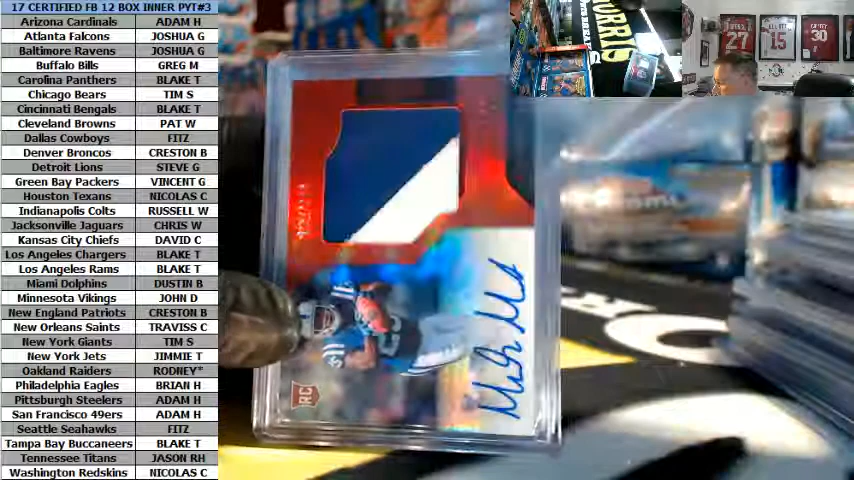 17 CERTIFIED FB 12 BOX INNER PYT#3
Arizona Cardinals ADAM H
Atlanta Falcons JOSHUA G
Baltimore Ravens JOSHUA G
Buffalo Bills GREG M
Carolina Panthers BLAKE T
Chicago Bears TIM S
Cincinnati Bengals BLAKE T
Cleveland Browns PAT W
Dallas Cowboys FITZ
Denver Broncos CRESTON B
Detroit Lions STEVE G
Green Bay Packers VINCENT G
Houston Texans NICOLAS C
Indianapolis Colts RUSSELL W
Jacksonville Jaguars CHRIS W
Kansas City Chiefs DAVID C
Los Angeles Chargers BLAKE T
Los Angeles Rams BLAKE T
Miami Dolphins DUSTIN B
Minnesota Vikings JOHN D
New England Patriots CRESTON B
New Orleans Saints TRAVISS C
New York Giants TIM S
New York Jets JIMMIE T
Oakland Raiders RODNEY*
Philadelphia Eagles BRIAN H
Pittsburgh Steelers ADAM H
San Francisco 49ers ADAM H
Seattle Seahawks FITZ
Tampa Bay Buccaneers BLAKE T
Tennessee Titans JASON RH
Washington Redskins NICOLAS C
RC
27
15
30